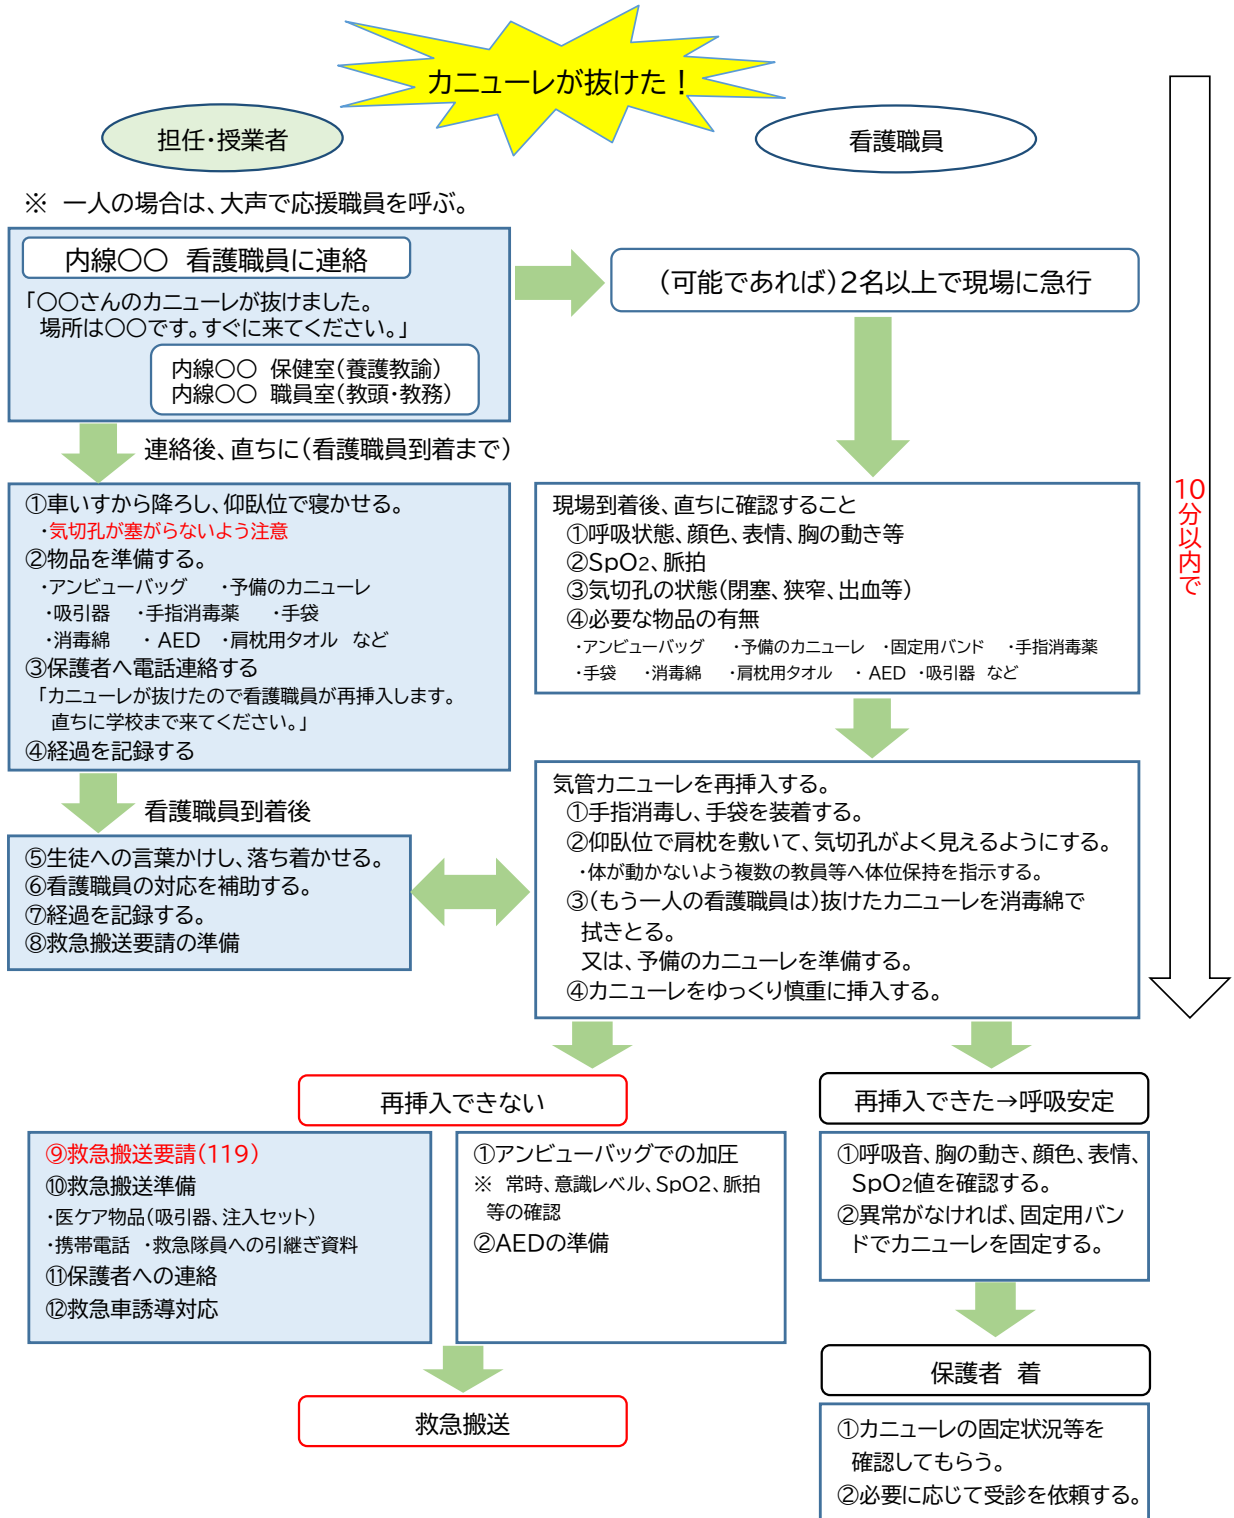 カニューレが抜けた！
担任・授業者
看護職員
※ 一人の場合は、大声で応援職員を呼ぶ。
内線〇〇 看護職員に連絡
「〇〇さんのカニューレが抜けました。
場所は〇〇です。すぐに来てください。」
内線〇〇 保健室（養護教諭）
内線〇〇 職員室（教頭・教務）
（可能であれば）２名以上で現場に急行
連絡後、直ちに（看護職員到着まで）
①車いすから降ろし、仰臥位で寝かせる。
・気切孔が塞がらないよう注意
②物品を準備する。
・アンビューバッグ ・予備のカニューレ
・吸引器 ・手指消毒薬 ・手袋
・消毒綿 ・AED ・肩枕用タオル など
③保護者へ電話連絡する
「カニューレが抜けたので看護職員が再挿入します。
直ちに学校まで来てください。」
④経過を記録する
現場到着後、直ちに確認すること
①呼吸状態、顔色、表情、胸の動き等
②SpO2、脈拍
③気切孔の状態（閉塞、狭窄、出血等）
④必要な物品の有無
・アンビューバッグ ・予備のカニューレ ・固定用バンド ・手指消毒薬
・手袋 ・消毒綿 ・肩枕用タオル ・AED ・吸引器 など
10分以内で
看護職員到着後
⑤生徒への言葉かけし、落ち着かせる。
⑥看護職員の対応を補助する。
⑦経過を記録する。
⑧救急搬送要請の準備
気管カニューレを再挿入する。
①手指消毒し、手袋を装着する。
②仰臥位で肩枕を敷いて、気切孔がよく見えるようにする。
・体が動かないよう複数の教員等へ体位保持を指示する。
③（もう一人の看護職員は）抜けたカニューレを消毒綿で
拭きとる。
又は、予備のカニューレを準備する。
④カニューレをゆっくり慎重に挿入する。
再挿入できない
⑨救急搬送要請（119）
⑩救急搬送準備
・医ケア物品（吸引器、注入セット）
・携帯電話 ・救急隊員への引継ぎ資料
⑪保護者への連絡
⑫救急車誘導対応
①アンビューバッグでの加圧
※ 常時、意識レベル、SpO2、脈拍
等の確認
②AEDの準備
救急搬送
再挿入できた→呼吸安定
①呼吸音、胸の動き、顔色、表情、
SpO2値を確認する。
②異常がなければ、固定用バン
ドでカニューレを固定する。
保護者 着
①カニューレの固定状況等を
確認してもらう。
②必要に応じて受診を依頼する。